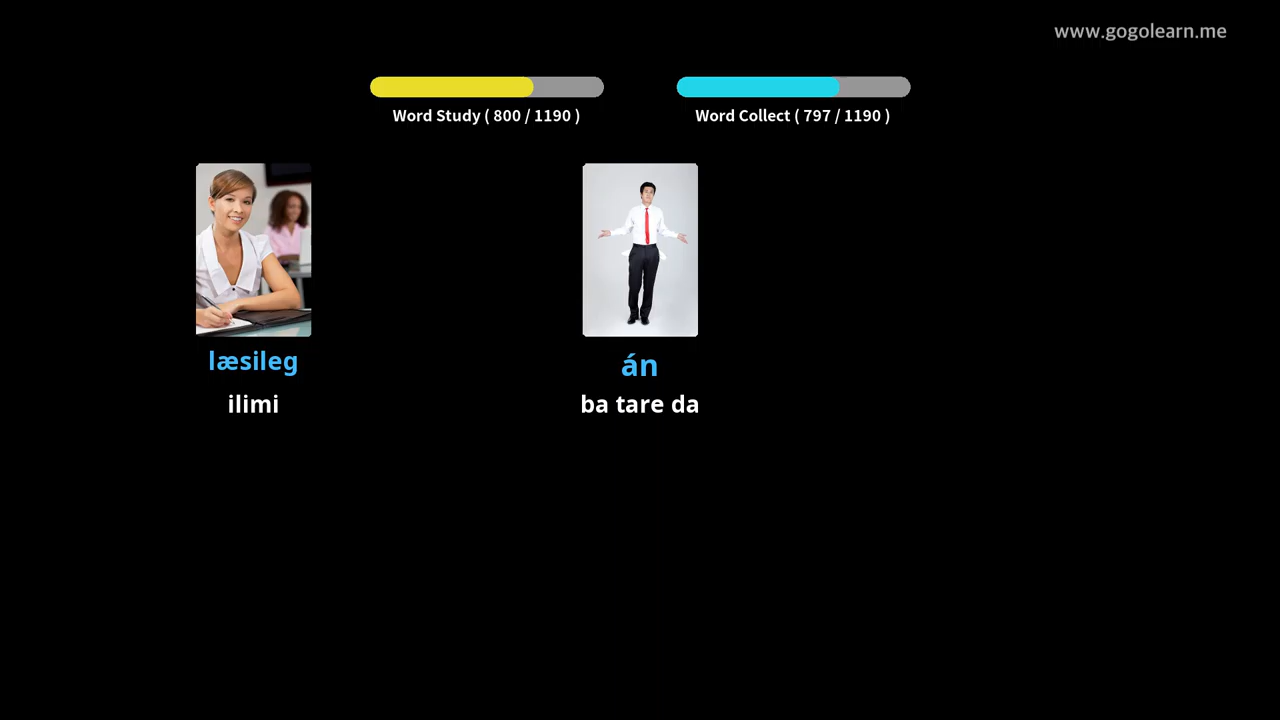 www.gogolearn.me
Word Study ( 800 / 1190 )
Word Collect ( 797 / 1190 )
læsileg
ilimi
án
ba tare da